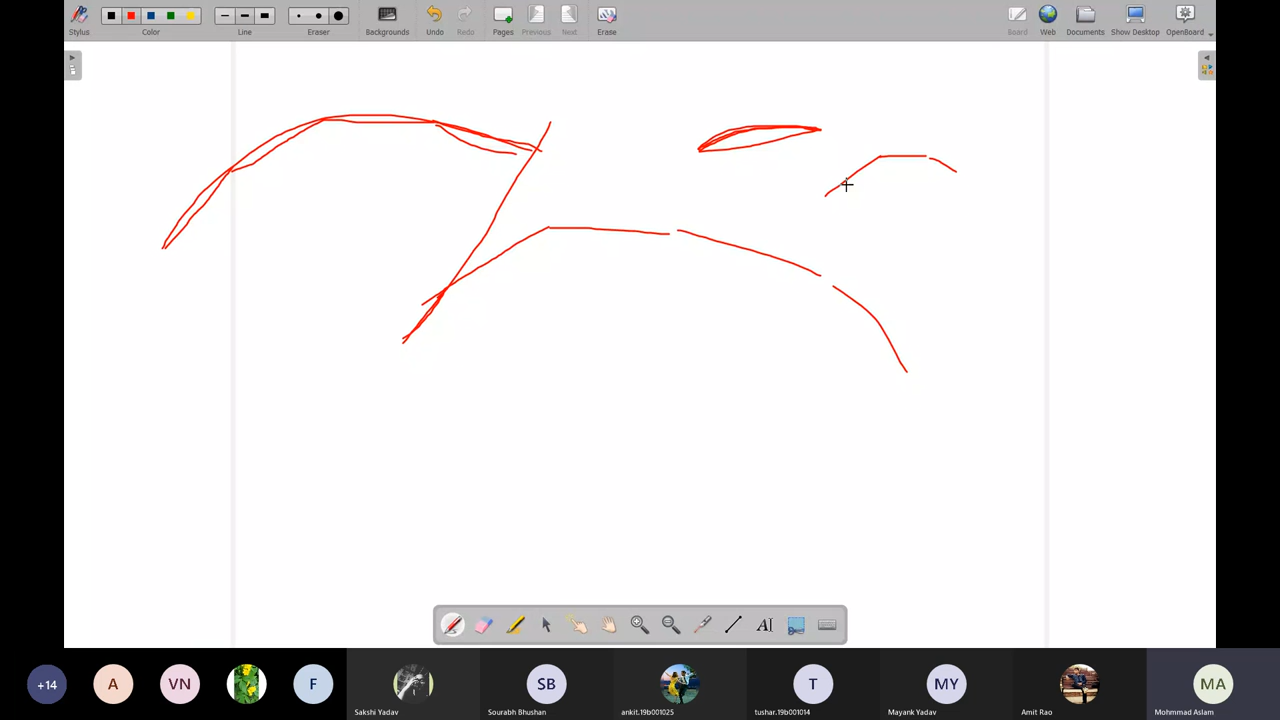 Stylus Color Line Eraser Backgrounds Undo Redo Pages Previous Next Erase Board Web Documents Show Desktop OpenBoard
AI
+14 A VN F SB T MY MA
Sakshi Yadav Sourabh Bhushan ankit.19b001025 tushar.19b001014 Mayank Yadav Amit Rao Mohmmad Aslam